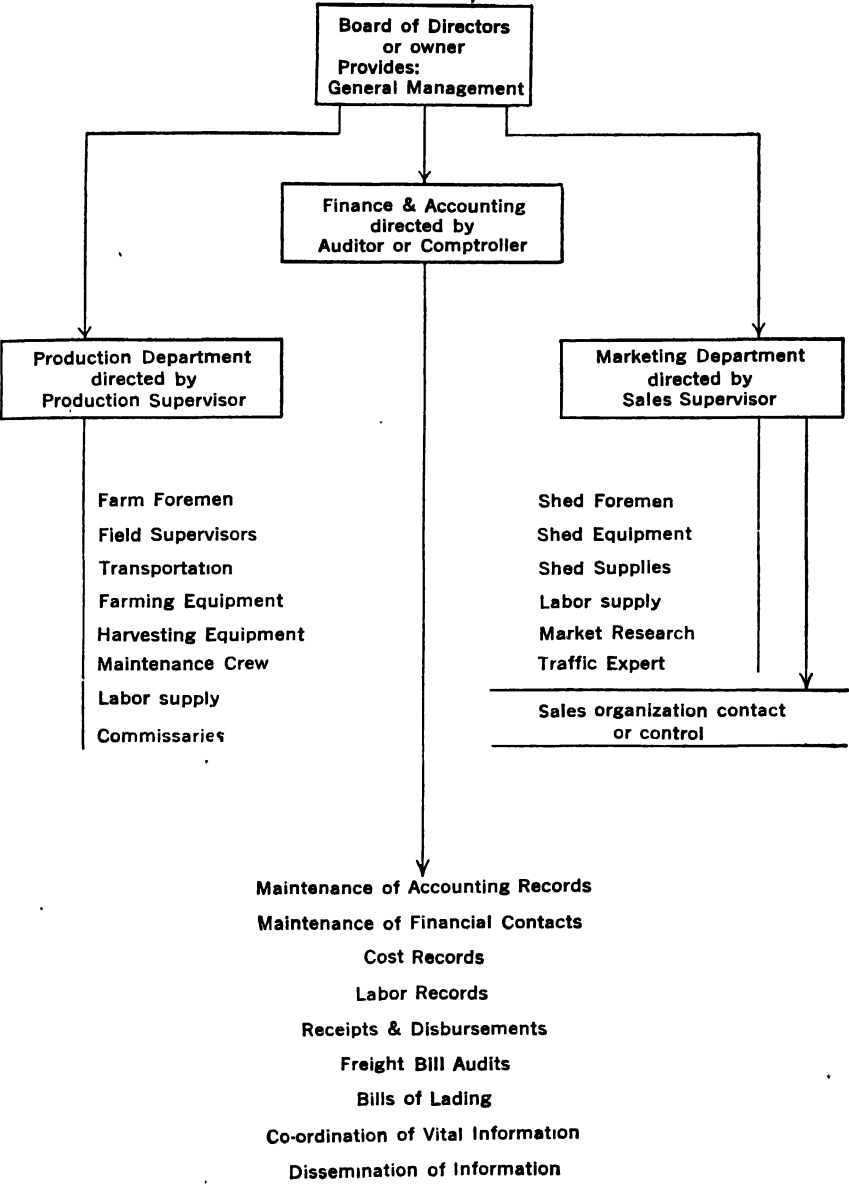 Board of Directors
or owner
Provides:
General Management
Finance & Accounting
directed by
Auditor or Comptroller
Production Department
directed by
Production Supervisor
Marketing Department
directed by
Sales Supervisor
Farm Foremen
Field Supervisors
Transportation
Farming Equipment
Harvesting Equipment
Maintenance Crew
Labor supply
Commissaries
Shed Foremen
Shed Equipment
Shed Supplies
Labor supply
Market Research
Traffic Expert
Sales organization contact
or control
Maintenance of Accounting Records
Maintenance of Financial Contacts
Cost Records
Labor Records
Receipts & Disbursements
Freight Bill Audits
Bills of Lading
Co-ordination of Vital Information
Dissemination of Information